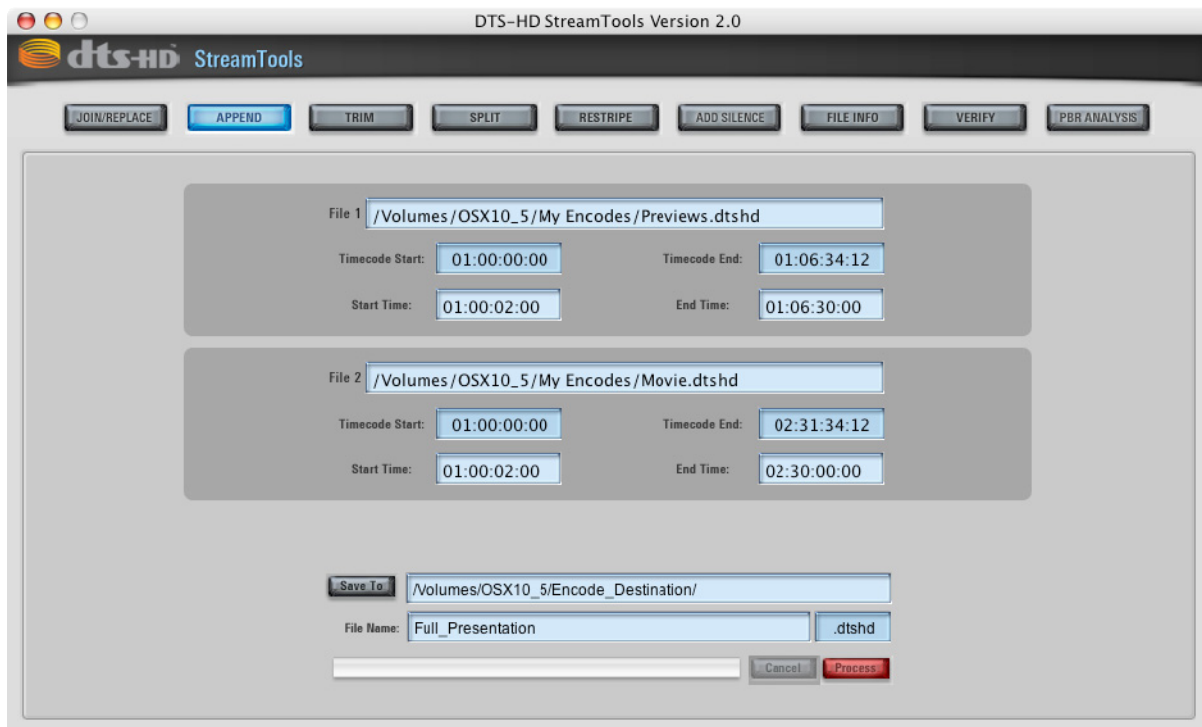 DTS-HD StreamTools Version 2.0
dts-HD StreamTools
JOIN/REPLACE APPEND TRIM SPLIT RESTRIPE ADD SILENCE FILE INFO VERIFY PBR ANALYSIS
File 1 /Volumes/OSX10_5/My Encodes/Previews.dtshd
Timecode Start: 01:00:00:00 Timecode End: 01:06:34:12
Start Time: 01:00:02:00 End Time: 01:06:30:00
File 2 /Volumes/OSX10_5/My Encodes/Movie.dtshd
Timecode Start: 01:00:00:00 Timecode End: 02:31:34:12
Start Time: 01:00:02:00 End Time: 02:30:00:00
Save To /Volumes/OSX10_5/Encode_Destination/
File Name: Full_Presentation .dtshd
Cancel Process